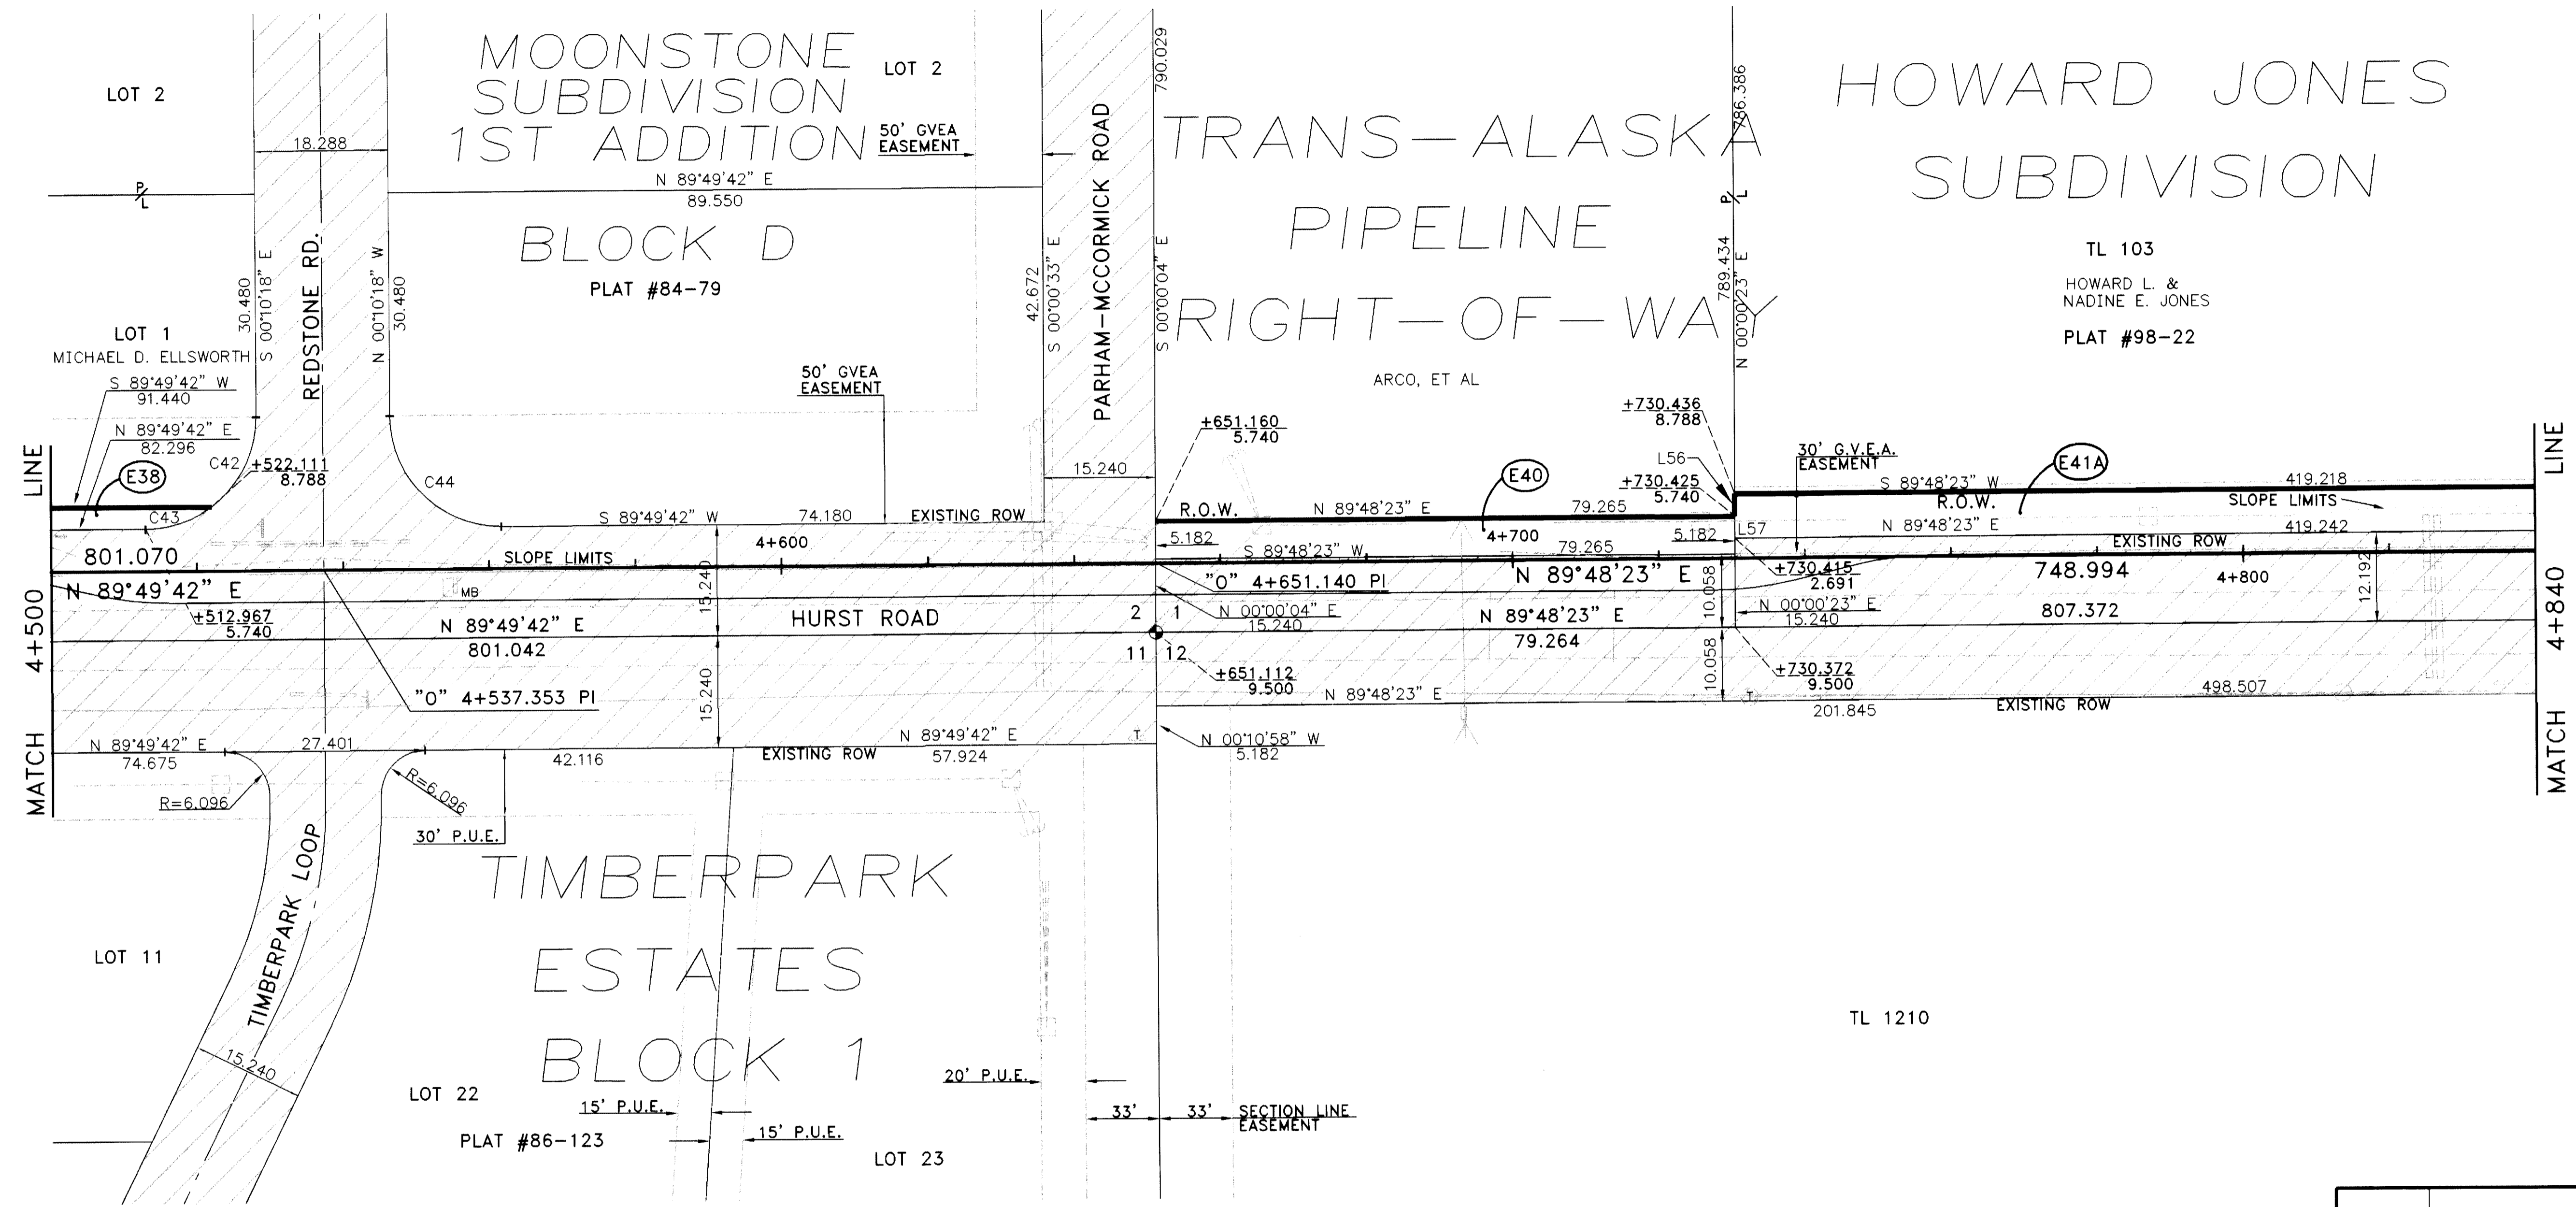 MOONSTONE
SUBDIVISION
1ST ADDITION
LOT 2
LOT 2
50' GVEA
EASEMENT
18.288
N 89°49'42" E
89.550
P/L
BLOCK D
PLAT #84-79
REDSTONE RD.
30.480
S 00°10'18" E
N 00°10'18" W
30.480
LOT 1
MICHAEL D. ELLSWORTH
S 89°49'42" W
91.440
N 89°49'42" E
82.296
E38
C42
+522.111
8.788
C43
C44
50' GVEA
EASEMENT
42.672
S 00°00'33" E
PARHAM-MCCORMICK ROAD
790.029
S 00°00'04" E
15.240
TRANS-ALASKA
PIPELINE
RIGHT-OF-WAY
ARCO, ET AL
786.386
P/L
789.434
N 00°00'23" E
HOWARD JONES
SUBDIVISION
TL 103
HOWARD L. &
NADINE E. JONES
PLAT #98-22
+651.160
5.740
+730.436
8.788
L56
+730.425
5.740
E40
30' G.V.E.A.
EASEMENT
E41A
S 89°48'23" W
419.218
R.O.W.
SLOPE LIMITS
R.O.W.
N 89°48'23" E
79.265
S 89°49'42" W
74.180
EXISTING ROW
5.182
4+700
5.182
L57
N 89°48'23" E
419.242
EXISTING ROW
S 89°48'23" W
79.265
4+600
SLOPE LIMITS
801.070
N 89°49'42" E
"O" 4+651.140 PI
N 89°48'23" E
+730.415
2.691
748.994
4+800
12.192
MATCH 4+500 LINE
MATCH 4+840 LINE
+512.967
5.740
MB
15.240
N 89°49'42" E
801.042
HURST ROAD
2
1
11
12
N 00°00'04" E
15.240
N 89°48'23" E
79.264
10.058
10.058
N 00°00'23" E
15.240
807.372
"O" 4+537.353 PI
15.240
+651.112
9.500
+730.372
9.500
N 89°48'23" E
T
498.507
201.845
EXISTING ROW
N 89°49'42" E
74.675
27.401
42.116
EXISTING ROW
N 89°49'42" E
57.924
T
N 00°10'58" W
5.182
R=6.096
R=6.096
30' P.U.E.
TIMBERPARK
ESTATES
BLOCK 1
TIMBERPARK LOOP
LOT 11
15.240
LOT 22
15' P.U.E.
PLAT #86-123
15' P.U.E.
LOT 23
20' P.U.E.
33'
33'
SECTION LINE
EASEMENT
TL 1210